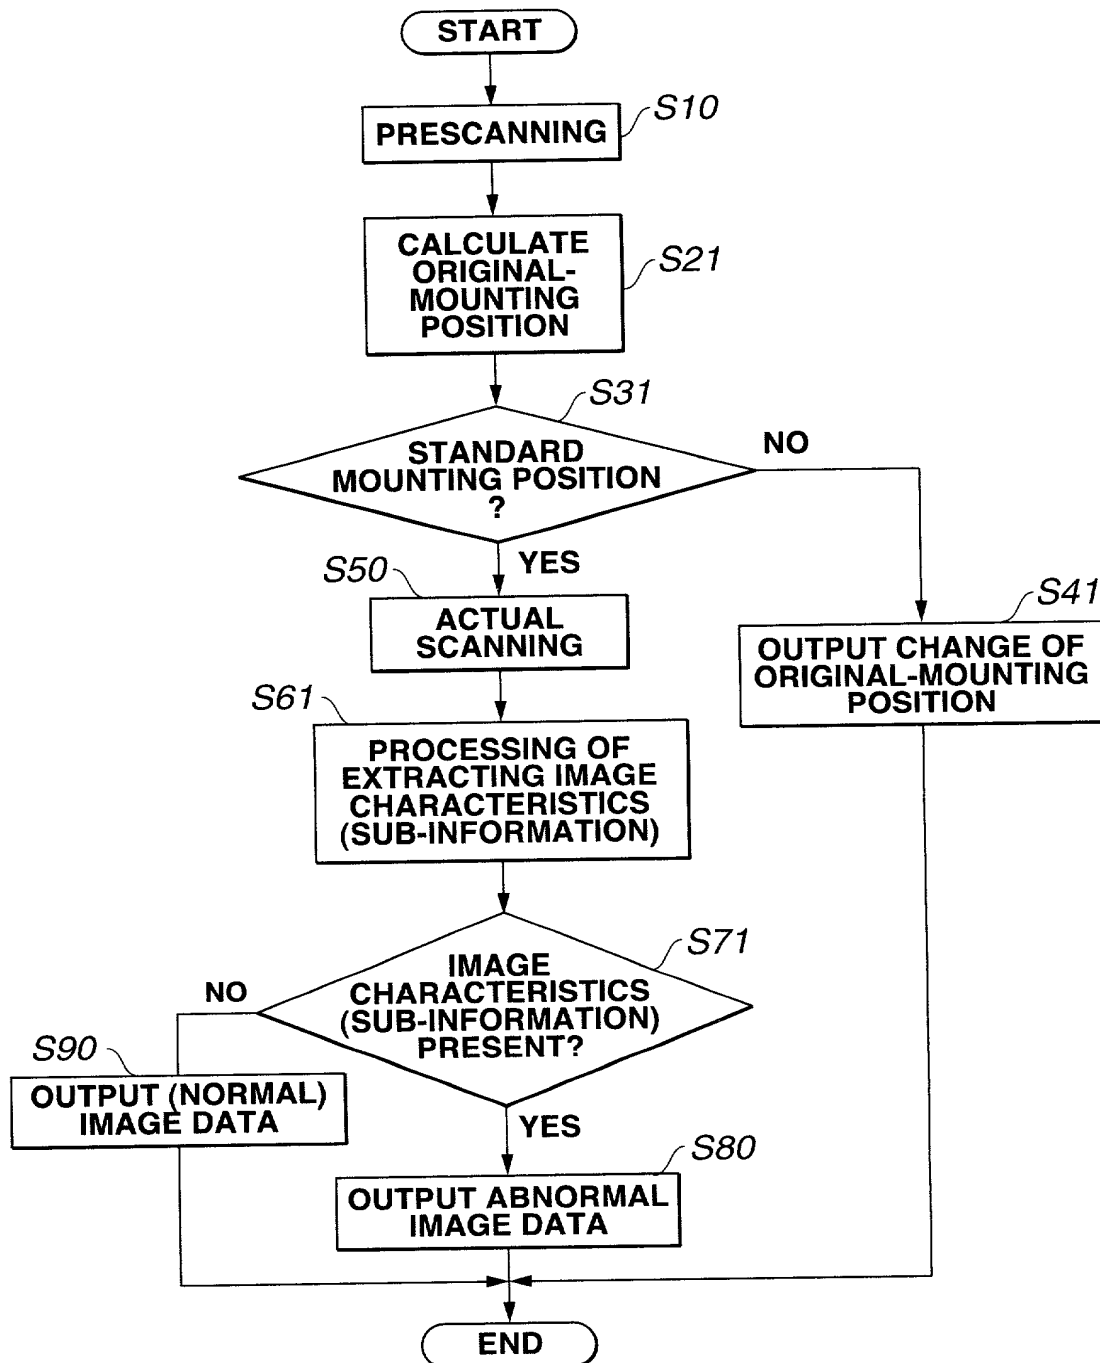 START
PRESCANNING
S10
CALCULATE
ORIGINAL-
MOUNTING
POSITION
S21
S31
STANDARD
MOUNTING POSITION
?
NO
YES
S50
ACTUAL
SCANNING
S41
OUTPUT CHANGE OF
ORIGINAL-MOUNTING
POSITION
S61
PROCESSING OF
EXTRACTING IMAGE
CHARACTERISTICS
(SUB-INFORMATION)
S71
IMAGE
CHARACTERISTICS
(SUB-INFORMATION)
PRESENT?
NO
S90
OUTPUT (NORMAL)
IMAGE DATA
YES
S80
OUTPUT ABNORMAL
IMAGE DATA
END